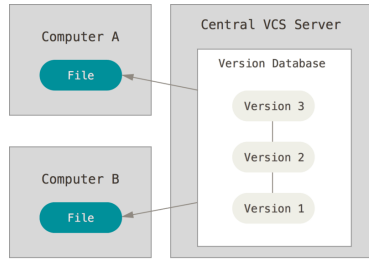 Computer A
File
Computer B
File
Central VCS Server
Version Database
Version 3
Version 2
Version 1